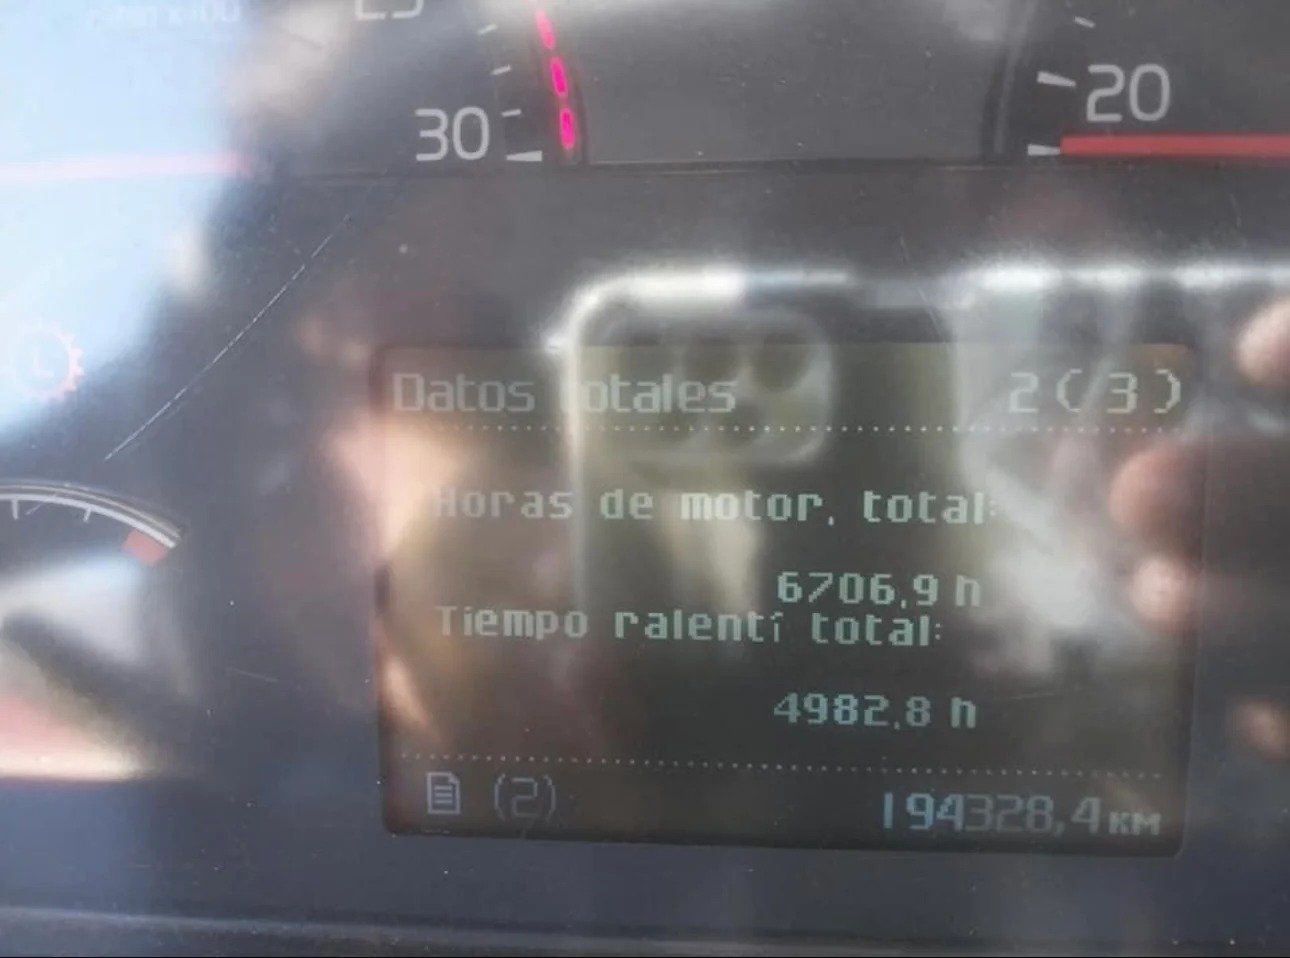 30
20
Datos totales 2(3)
Horas de motor, total:
6706,9 h
Tiempo ralentí total:
4982,8 h
(2) 194328,4 KM